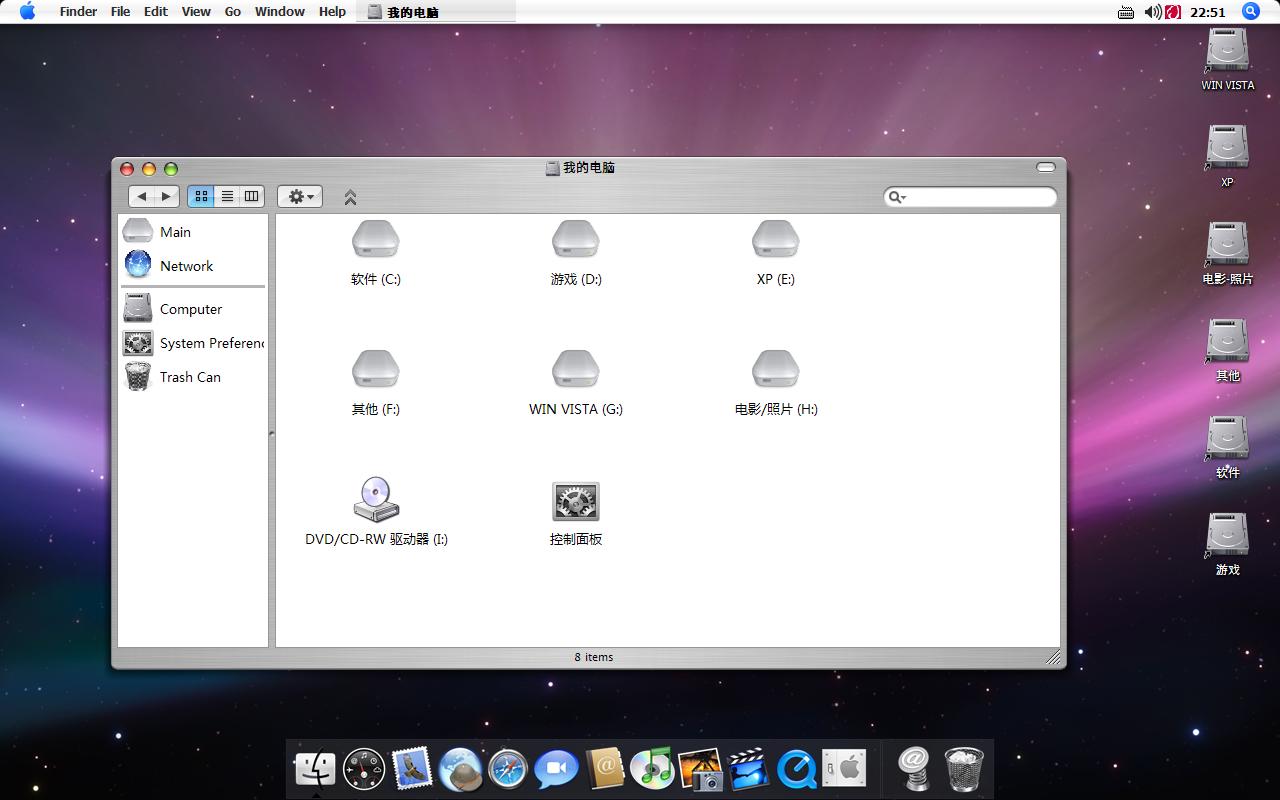 Finder File Edit View Go Window Help 我的电脑 22:51
WIN VISTA
XP
电影-照片
其他
软件
游戏
我的电脑
Main
Network
Computer
System Preferen
Trash Can
软件 (C:) 游戏 (D:) XP (E:)
其他 (F:) WIN VISTA (G:) 电影/照片 (H:)
DVD/CD-RW 驱动器 (I:) 控制面板
8 items